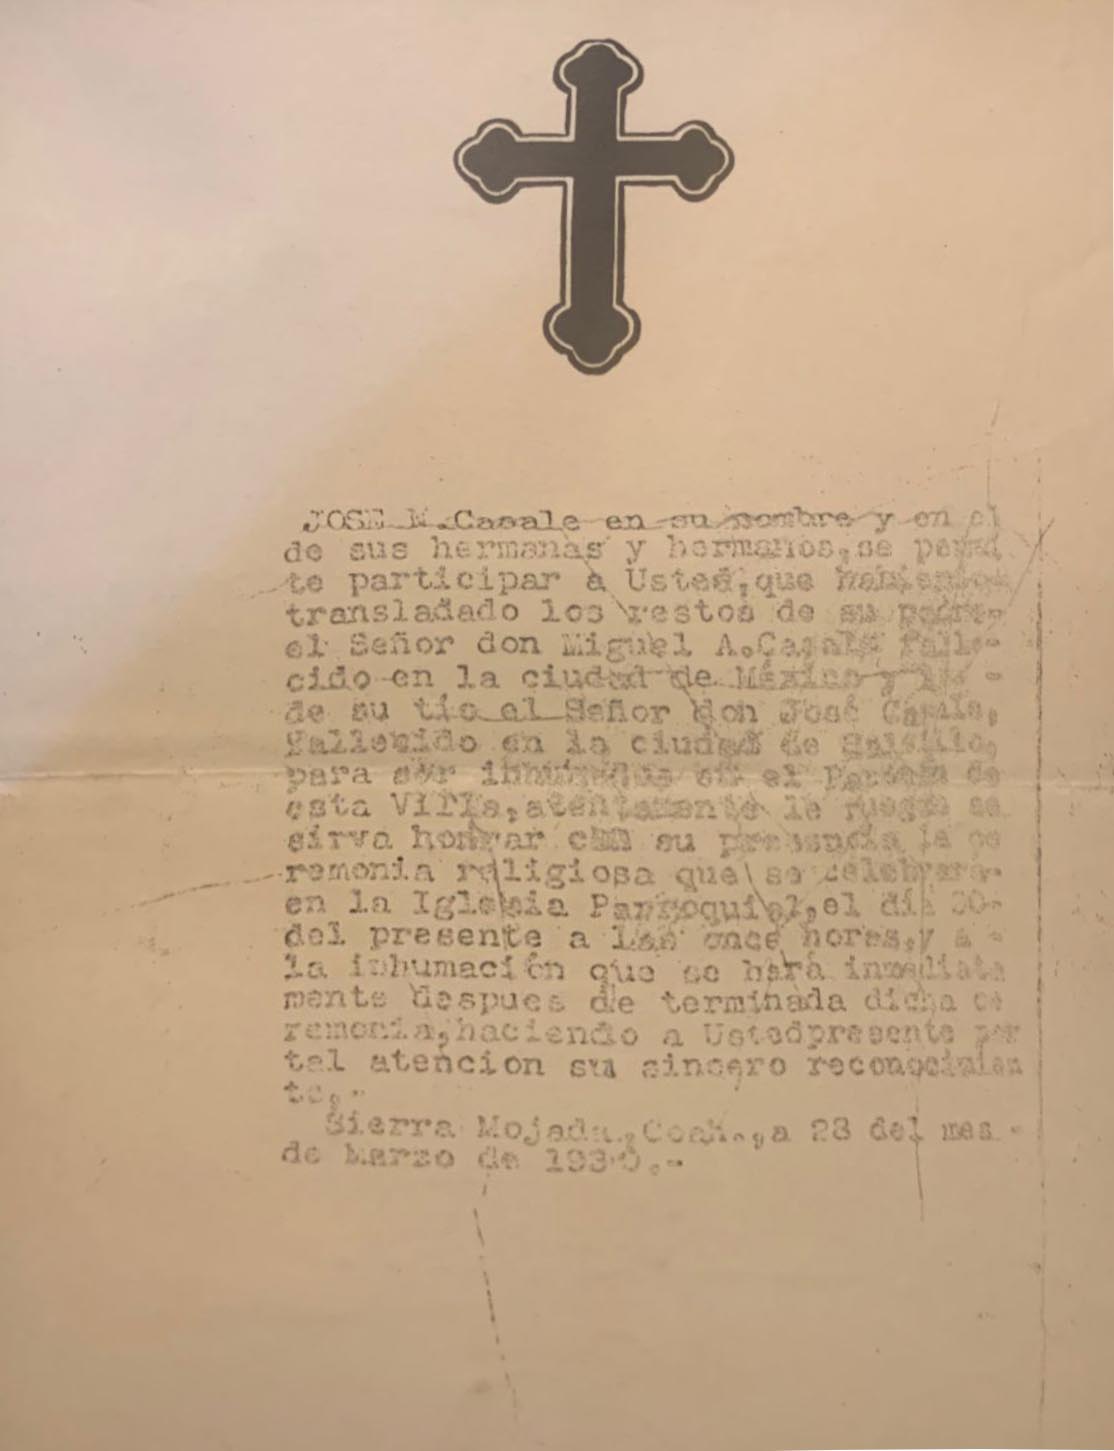 JOSE M.Casale en su nombre y en el
de sus hermanas y hermanos,se permi
te participar a Usted,que habiendo
transladado los restos de su padre-
el Señor don Miguel A.Casale falle-
cido en la ciudad de México y los -
de su tío el Señor don José Casale,
fallecido en la ciudad de Saltillo,
para ser inhumados en el Panteón de
esta Villa,atentamente le ruega se
sirva honrar con su presencia la ce
remonia religiosa que se celebrara-
en la Iglesia Parroquial,el día 30-
del presente a las once horas,y a -
la inhumación que se hará inmediata
mente despues de terminada dicha ce
remonia,haciendo a Ustedpresente por
tal atencion su sincero reconocimien
to.-
Sierra Mojada,Coah.,a 28 del mes -
de Marzo de 1930.-